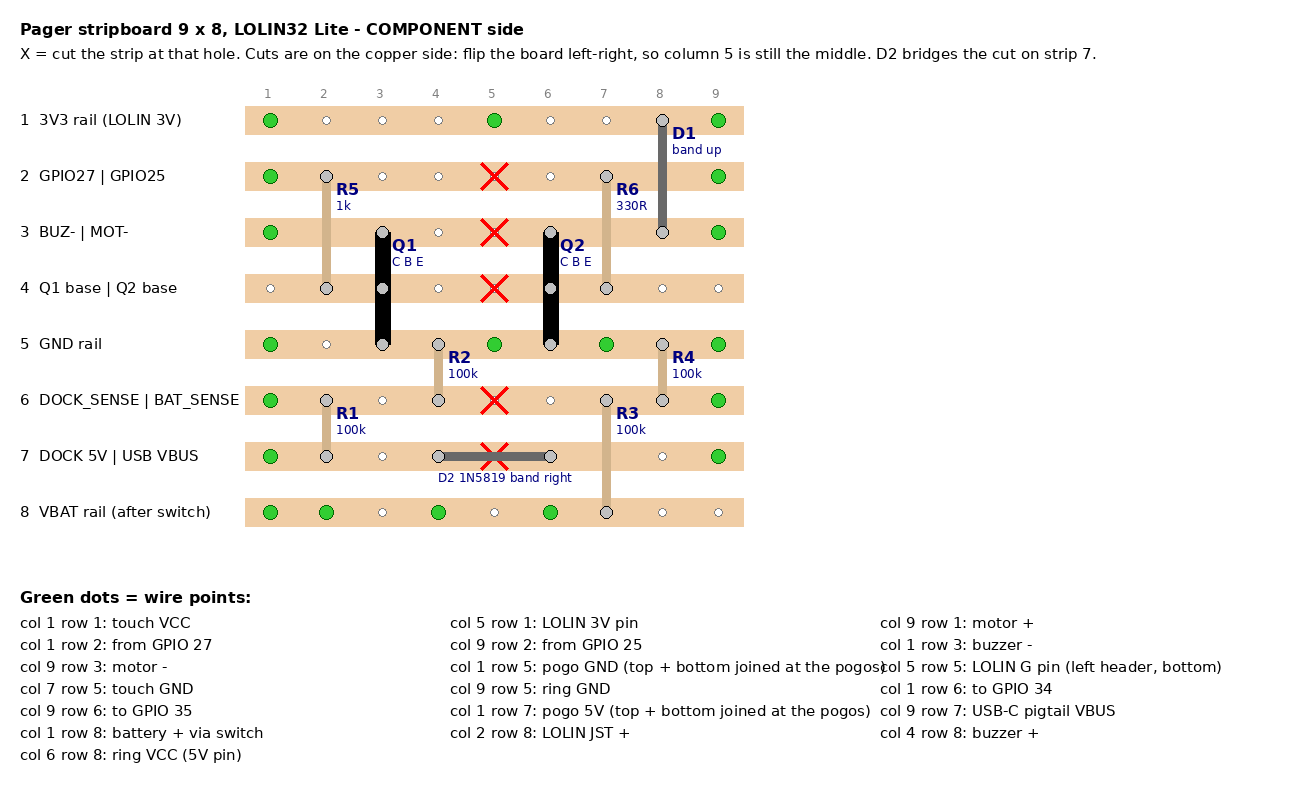 Pager stripboard 9 x 8, LOLIN32 Lite - COMPONENT side
X = cut the strip at that hole. Cuts are on the copper side: flip the board left-right, so column 5 is still the middle. D2 bridges the cut on strip 7.
1 2 3 4 5 6 7 8 9
1 3V3 rail (LOLIN 3V)
D1
band up
2 GPIO27 | GPIO25
R5
1k
R6
330R
3 BUZ- | MOT-
Q1
C B E
Q2
C B E
4 Q1 base | Q2 base
5 GND rail
R2
100k
R4
100k
6 DOCK_SENSE | BAT_SENSE
R1
100k
R3
100k
7 DOCK 5V | USB VBUS
D2 1N5819 band right
8 VBAT rail (after switch)
Green dots = wire points:
col 1 row 1: touch VCC
col 5 row 1: LOLIN 3V pin
col 9 row 1: motor +
col 1 row 2: from GPIO 27
col 9 row 2: from GPIO 25
col 1 row 3: buzzer -
col 9 row 3: motor -
col 1 row 5: pogo GND (top + bottom joined at the pogos)
col 5 row 5: LOLIN G pin (left header, bottom)
col 7 row 5: touch GND
col 9 row 5: ring GND
col 1 row 6: to GPIO 34
col 9 row 6: to GPIO 35
col 1 row 7: pogo 5V (top + bottom joined at the pogos)
col 9 row 7: USB-C pigtail VBUS
col 1 row 8: battery + via switch
col 2 row 8: LOLIN JST +
col 4 row 8: buzzer +
col 6 row 8: ring VCC (5V pin)